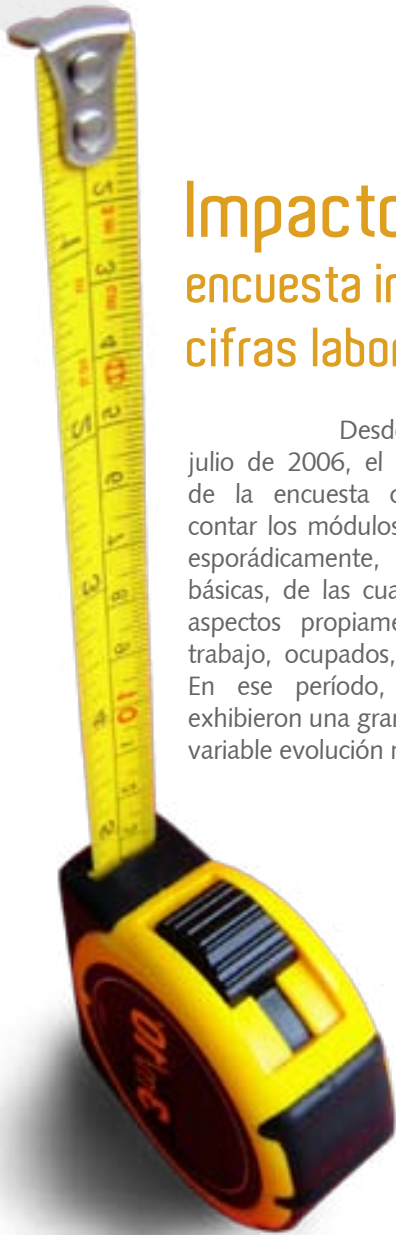 Impacto
encuesta in
cifras labor
Desde
julio de 2006, el
de la encuesta
contar los módulos
esporádicamente,
básicas, de las cua
aspectos propiame
trabajo, ocupados,
En ese período,
exhibieron una gran
variable evolución